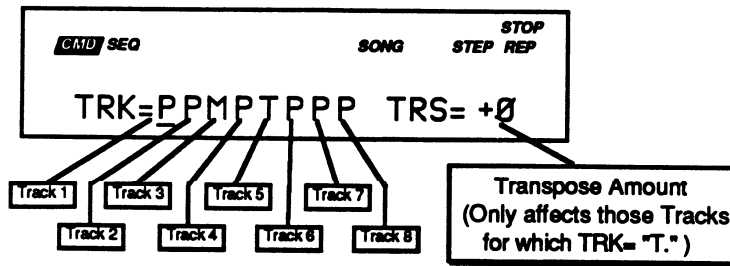 STOP
CMD SEQ SONG STEP REP
TRK=PPMPTPPP TRS= +0
Track 1 Track 3 Track 5 Track 7
Track 2 Track 4 Track 6 Track 8
Transpose Amount
(Only affects those Tracks
for which TRK= "T." )